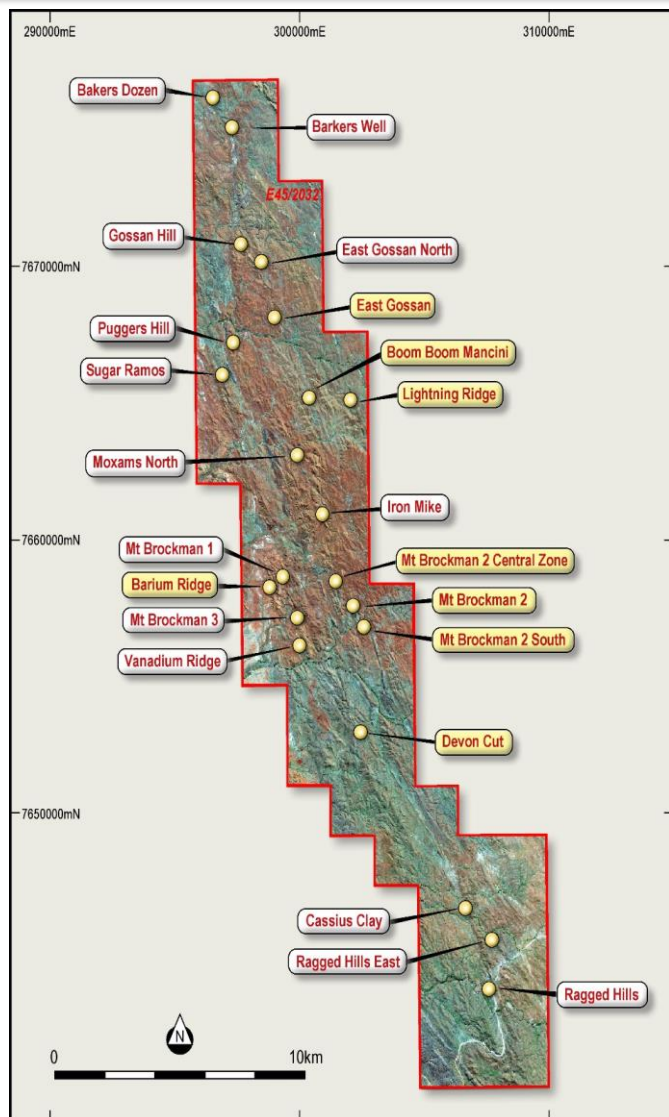 290000mE
300000mE
310000mE
Bakers Dozen
Barkers Well
E45/2032
Gossan Hill
East Gossan North
7670000mN
East Gossan
Puggers Hill
Boom Boom Mancini
Sugar Ramos
Lightning Ridge
Moxams North
Iron Mike
7660000mN
Mt Brockman 1
Mt Brockman 2 Central Zone
Barium Ridge
Mt Brockman 2
Mt Brockman 3
Mt Brockman 2 South
Vanadium Ridge
Devon Cut
7650000mN
Cassius Clay
Ragged Hills East
Ragged Hills
N
0
10km